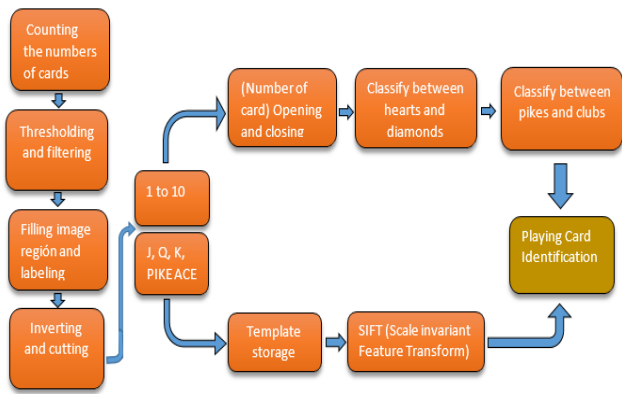 Counting
the numbers
of cards
Thresholding
and filtering
Filling image
región and
labeling
Inverting
and cutting
1 to 10
J, Q, K,
PIKE ACE
(Number of
card) Opening
and closing
Classify between
hearts and
diamonds
Classify between
pikes and clubs
Template
storage
SIFT (Scale invariant
Feature Transform)
Playing Card
Identification